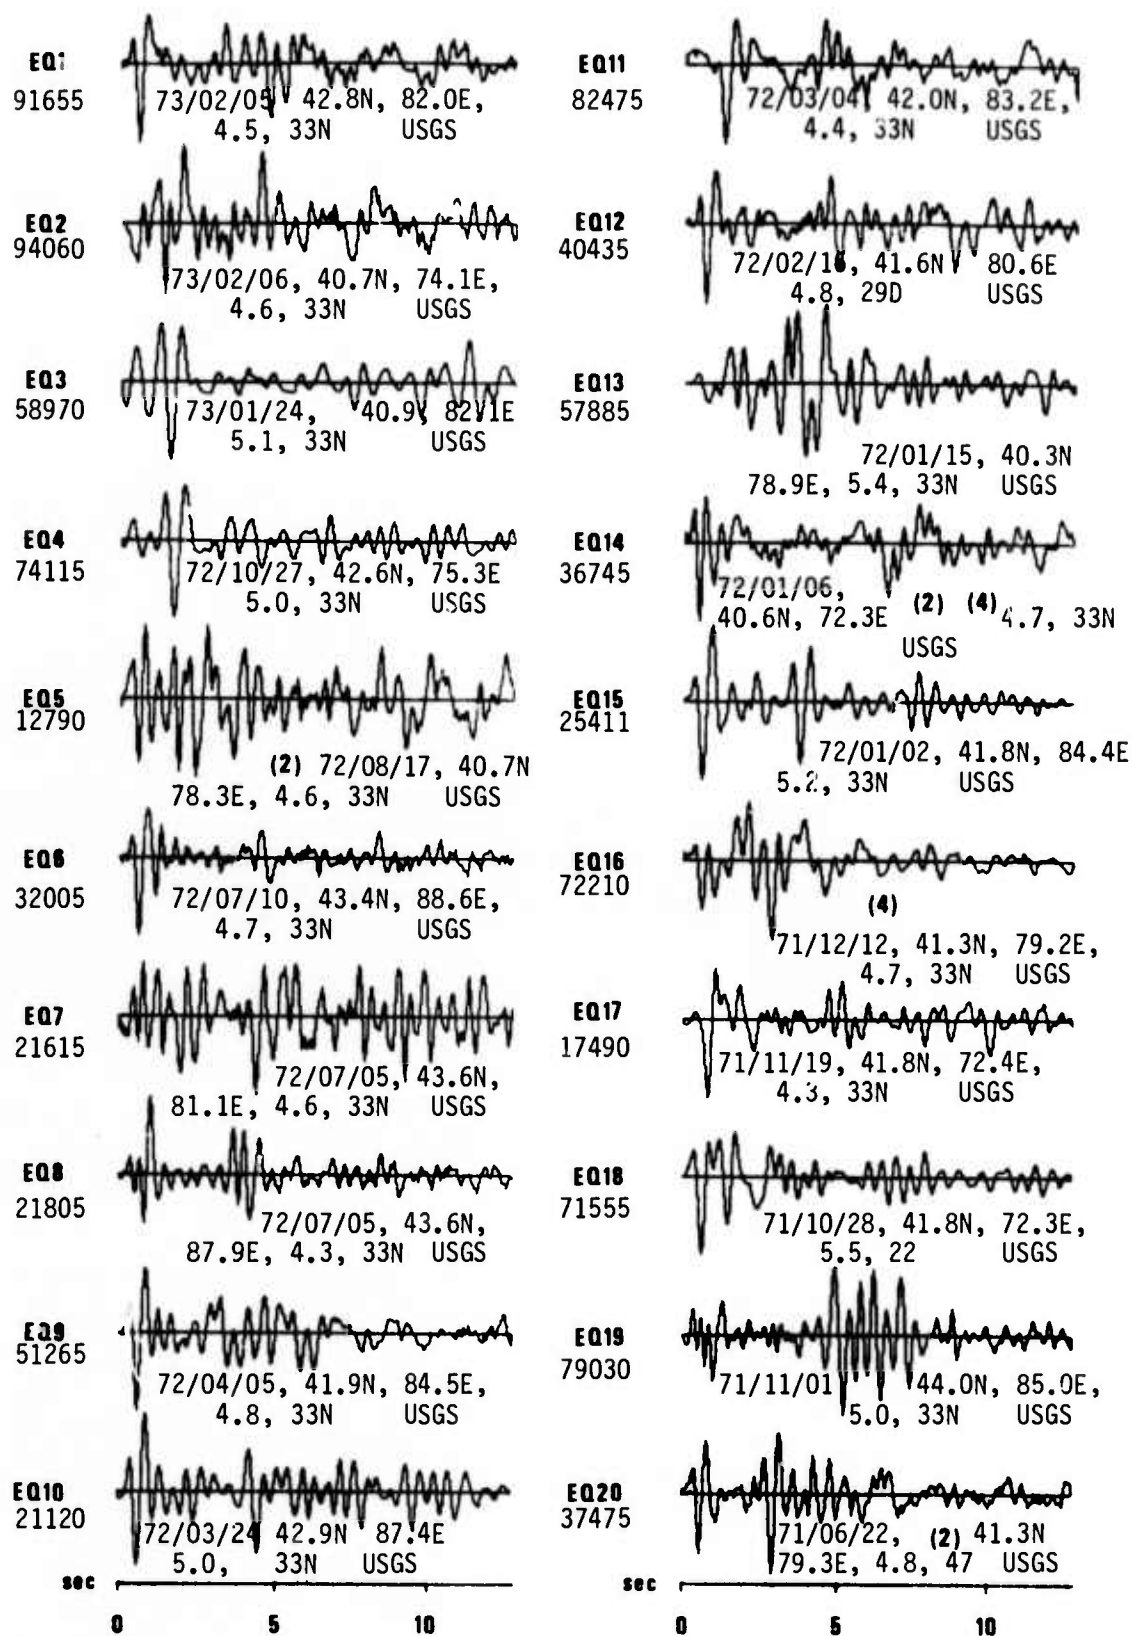 EQ1
91655
73/02/05, 42.8N, 82.0E,
4.5, 33N USGS
EQ2
94060
73/02/06, 40.7N, 74.1E,
4.6, 33N USGS
EQ3
58970
73/01/24, 40.9N, 82.1E
5.1, 33N USGS
EQ4
74115
72/10/27, 42.6N, 75.3E
5.0, 33N USGS
EQ5
12790
(2) 72/08/17, 40.7N
78.3E, 4.6, 33N USGS
EQ6
32005
72/07/10, 43.4N, 88.6E,
4.7, 33N USGS
EQ7
21615
72/07/05, 43.6N,
81.1E, 4.6, 33N USGS
EQ8
21805
72/07/05, 43.6N,
87.9E, 4.3, 33N USGS
EQ9
51265
72/04/05, 41.9N, 84.5E,
4.8, 33N USGS
EQ10
21120
72/03/24 42.9N 87.4E
5.0, 33N USGS
sec
0 5 10
EQ11
82475
72/03/04, 42.0N, 83.2E,
4.4, 33N USGS
EQ12
40435
41.6N 80.6E
4.8, 29D USGS
EQ13
57885
72/01/15, 40.3N
78.9E, 5.4, 33N USGS
EQ14
36745
72/01/06,
40.6N, 72.3E (2) (4) 4.7, 33N
USGS
EQ15
25411
72/01/02, 41.8N, 84.4E
5.2, 33N USGS
EQ16
72210
(4)
71/12/12, 41.3N, 79.2E,
4.7, 33N USGS
EQ17
17490
71/11/19, 41.8N, 72.4E,
4.3, 33N USGS
EQ18
71555
71/10/28, 41.8N, 72.3E,
5.5, 22 USGS
EQ19
79030
71/11/01 44.0N, 85.0E,
5.0, 33N USGS
EQ20
37475
71/06/22, (2) 41.3N
79.3E, 4.8, 47 USGS
sec
0 5 10